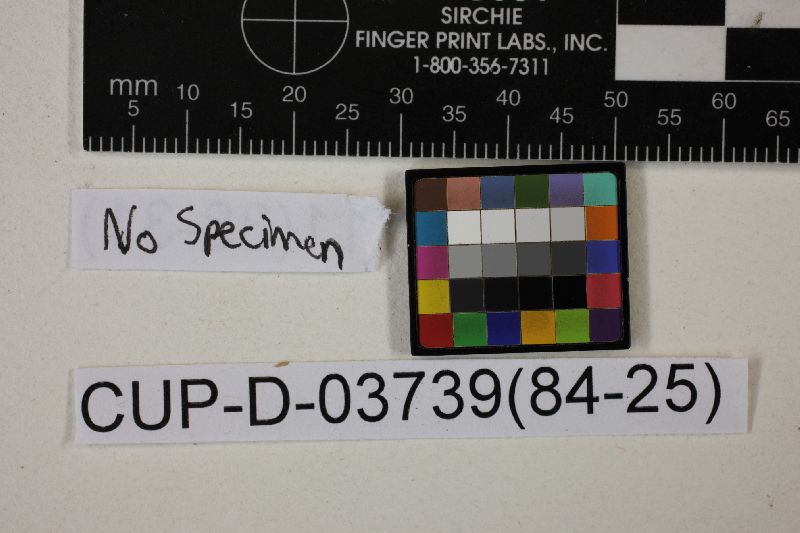 SIRCHIE
FINGER PRINT LABS., INC.
1-800-356-7311
mm
5 10 15 20 25 30 35 40 45 50 55 60 65
No Specimen
CUP-D-03739(84-25)